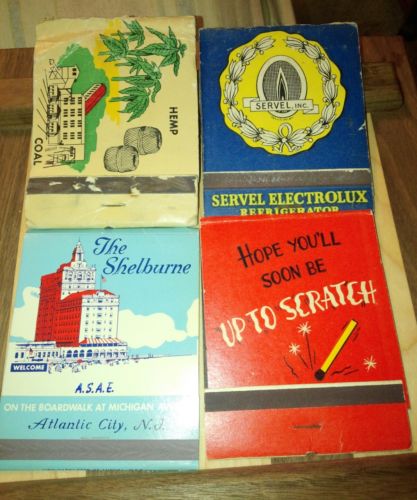 HEMP
COAL
SERVEL, INC.
SERVEL ELECTROLUX
REFRIGERATOR
The
Shelburne
WELCOME
A.S.A.E.
ON THE BOARDWALK AT MICHIGAN AVE
Atlantic City, N.J.
HOPE YOU'LL
SOON BE
UP TO SCRATCH